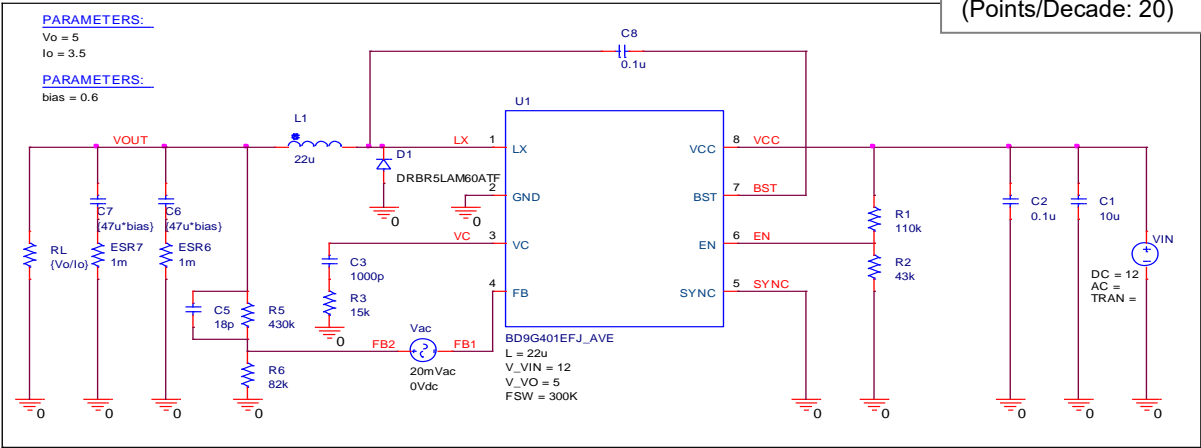 (Points/Decade: 20)
PARAMETERS:
Vo = 5
Io = 3.5
PARAMETERS:
bias = 0.6
C8
0.1u
U1
L1
22u
VOUT
LX
1
LX
D1
DRBR5LAM60ATF
2
GND
0
0
VC
3
VC
4
FB
8
VCC
VCC
7
BST
BST
6
EN
EN
5
SYNC
SYNC
C7
{47u*bias}
C6
{47u*bias}
RL
{Vo/Io}
ESR7
1m
ESR6
1m
C3
1000p
R3
15k
0
C5
18p
R5
430k
R6
82k
FB2
Vac
FB1
20mVac
0Vdc
BD9G401EFJ_AVE
L = 22u
V_VIN = 12
V_VO = 5
FSW = 300K
R1
110k
R2
43k
C2
0.1u
C1
10u
VIN
DC = 12
AC =
TRAN =
0
0
0
0
0
0
0
0
0